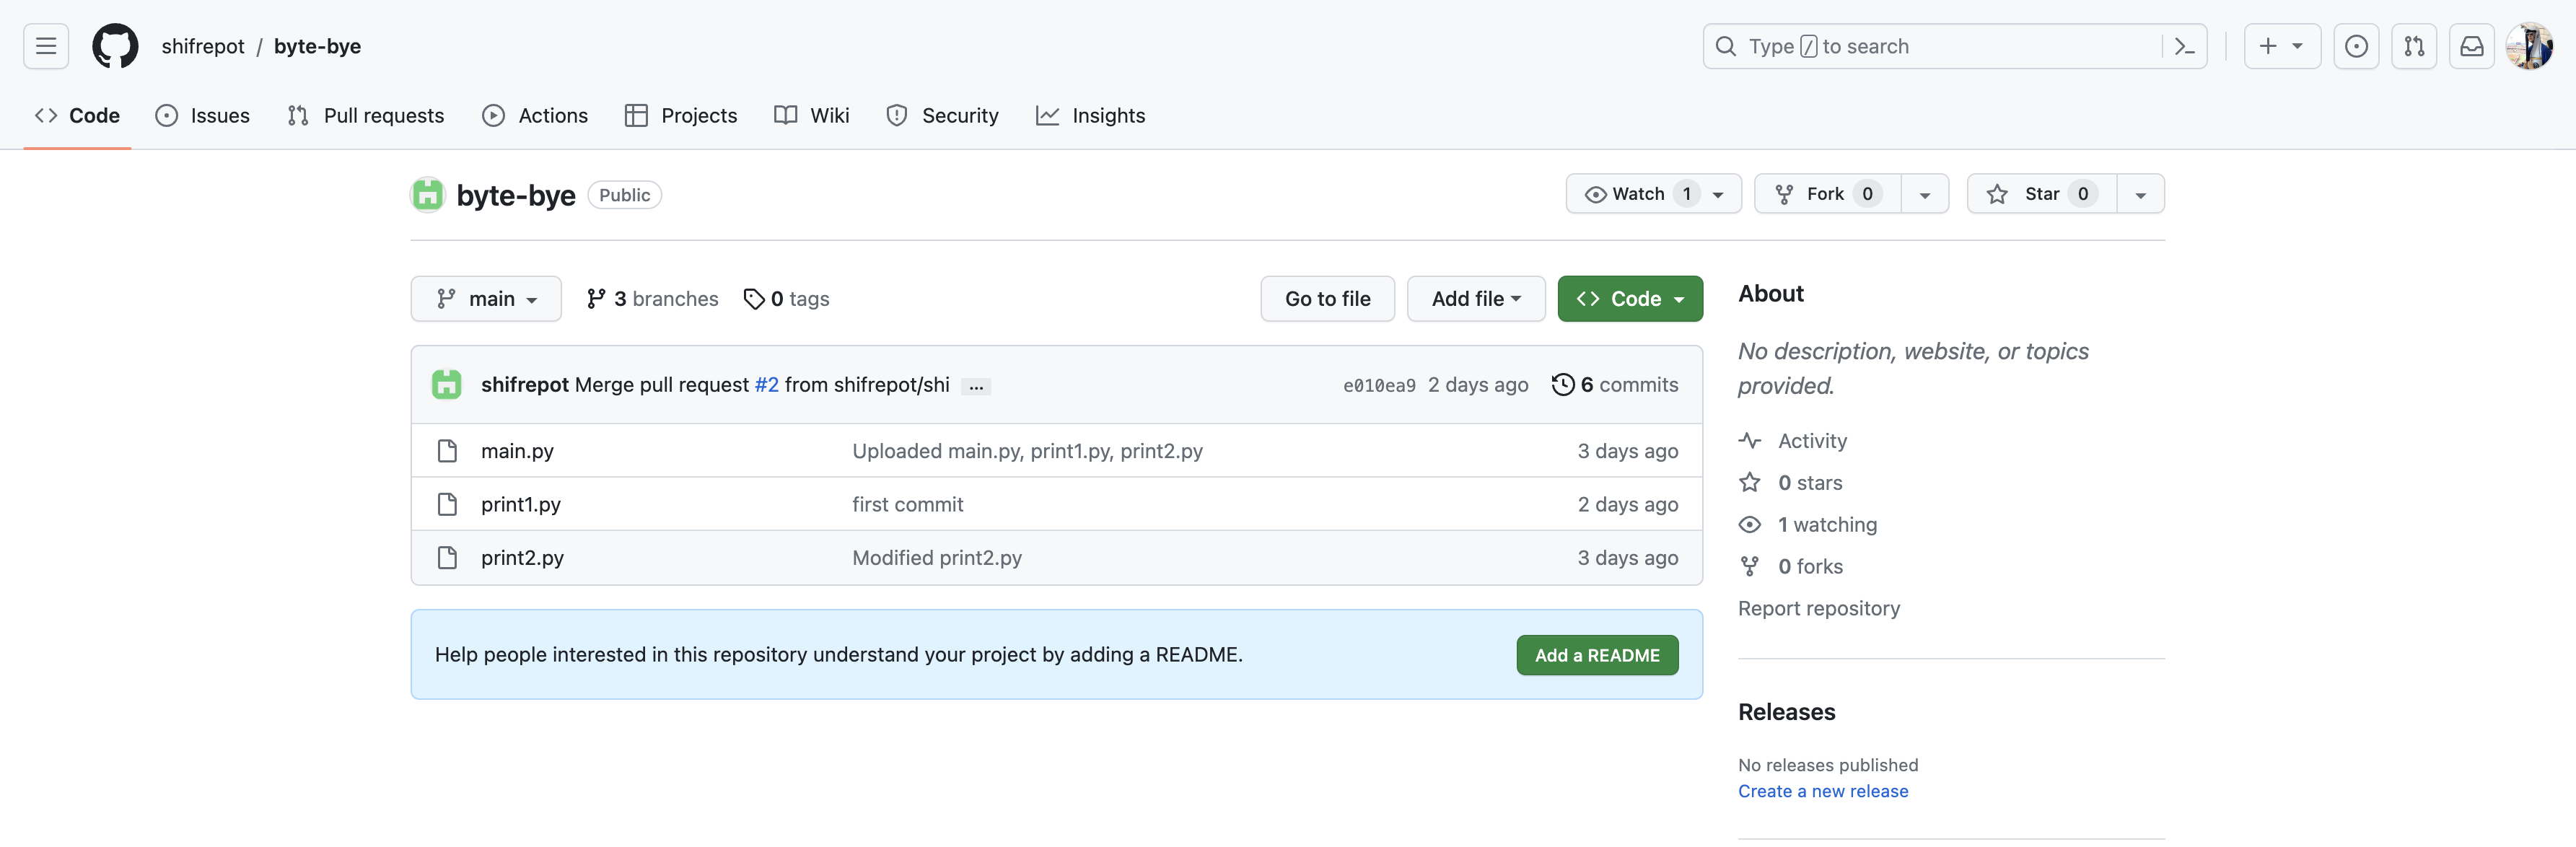 shifrepot / byte-bye
Type / to search
Code
Issues
Pull requests
Actions
Projects
Wiki
Security
Insights
byte-bye Public
Watch 1
Fork 0
Star 0
main
3 branches
0 tags
Go to file
Add file
Code
shifrepot Merge pull request #2 from shifrepot/shi ...
e010ea9 2 days ago
6 commits
main.py Uploaded main.py, print1.py, print2.py 3 days ago
print1.py first commit 2 days ago
print2.py Modified print2.py 3 days ago
Help people interested in this repository understand your project by adding a README.
Add a README
About
No description, website, or topics
provided.
Activity
0 stars
1 watching
0 forks
Report repository
Releases
No releases published
Create a new release